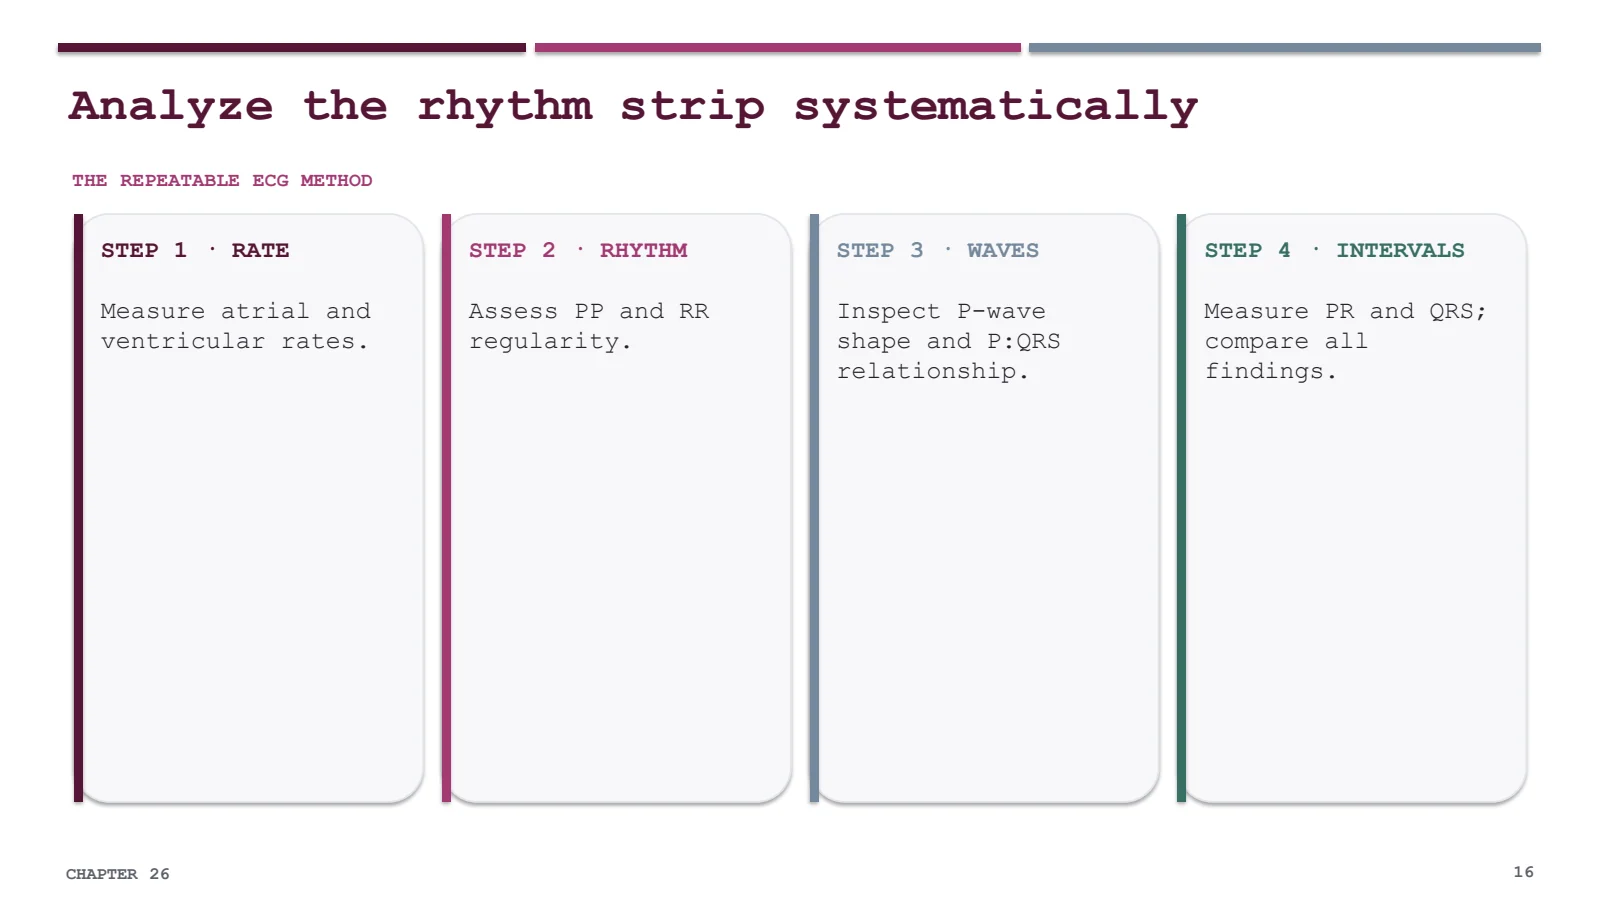 Analyze the rhythm strip systematically
THE REPEATABLE ECG METHOD
STEP 1 · RATE
Measure atrial and
ventricular rates.
STEP 2 · RHYTHM
Assess PP and RR
regularity.
STEP 3 · WAVES
Inspect P-wave
shape and P:QRS
relationship.
STEP 4 · INTERVALS
Measure PR and QRS;
compare all
findings.
CHAPTER 26
16